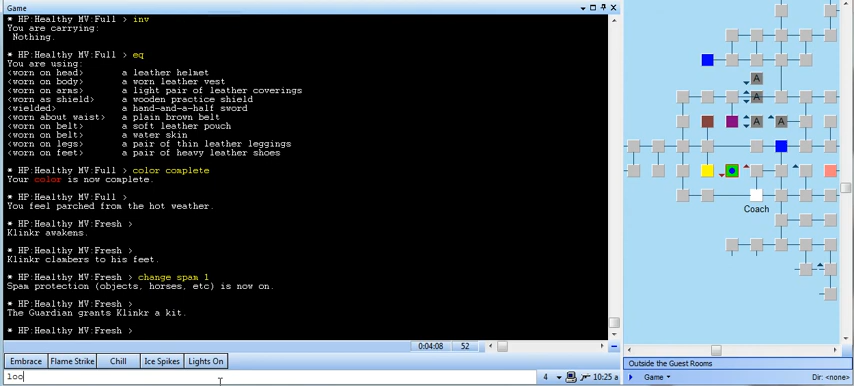 Game
* HP:Healthy MV:Full > inv
You are carrying:
Nothing.
* HP:Healthy MV:Full > eq
You are using:
<worn on head> a leather helmet
<worn on body> a worn leather vest
<worn on arms> a light pair of leather coverings
<worn as shield> a wooden practice shield
<wielded> a hand-and-a-half sword
<worn about waist> a plain brown belt
<worn on belt> a soft leather pouch
<worn on belt> a water skin
<worn on legs> a pair of thin leather leggings
<worn on feet> a pair of heavy leather shoes
* HP:Healthy MV:Full > color complete
Your color is now complete.
* HP:Healthy MV:Full >
You feel parched from the hot weather.
* HP:Healthy MV:Fresh >
Klinkr awakens.
* HP:Healthy MV:Fresh >
Klinkr clambers to his feet.
* HP:Healthy MV:Fresh > change spam 1
Spam protection (objects, horses, etc) is now on.
* HP:Healthy MV:Fresh >
The Guardian grants Klinkr a kit.
* HP:Healthy MV:Fresh >
0:04:08 52
Embrace Flame Strike Chill Ice Spikes Lights On
loo
4 10:25 a
A
A
A A
Coach
Outside the Guest Rooms
Game Dir: <none>